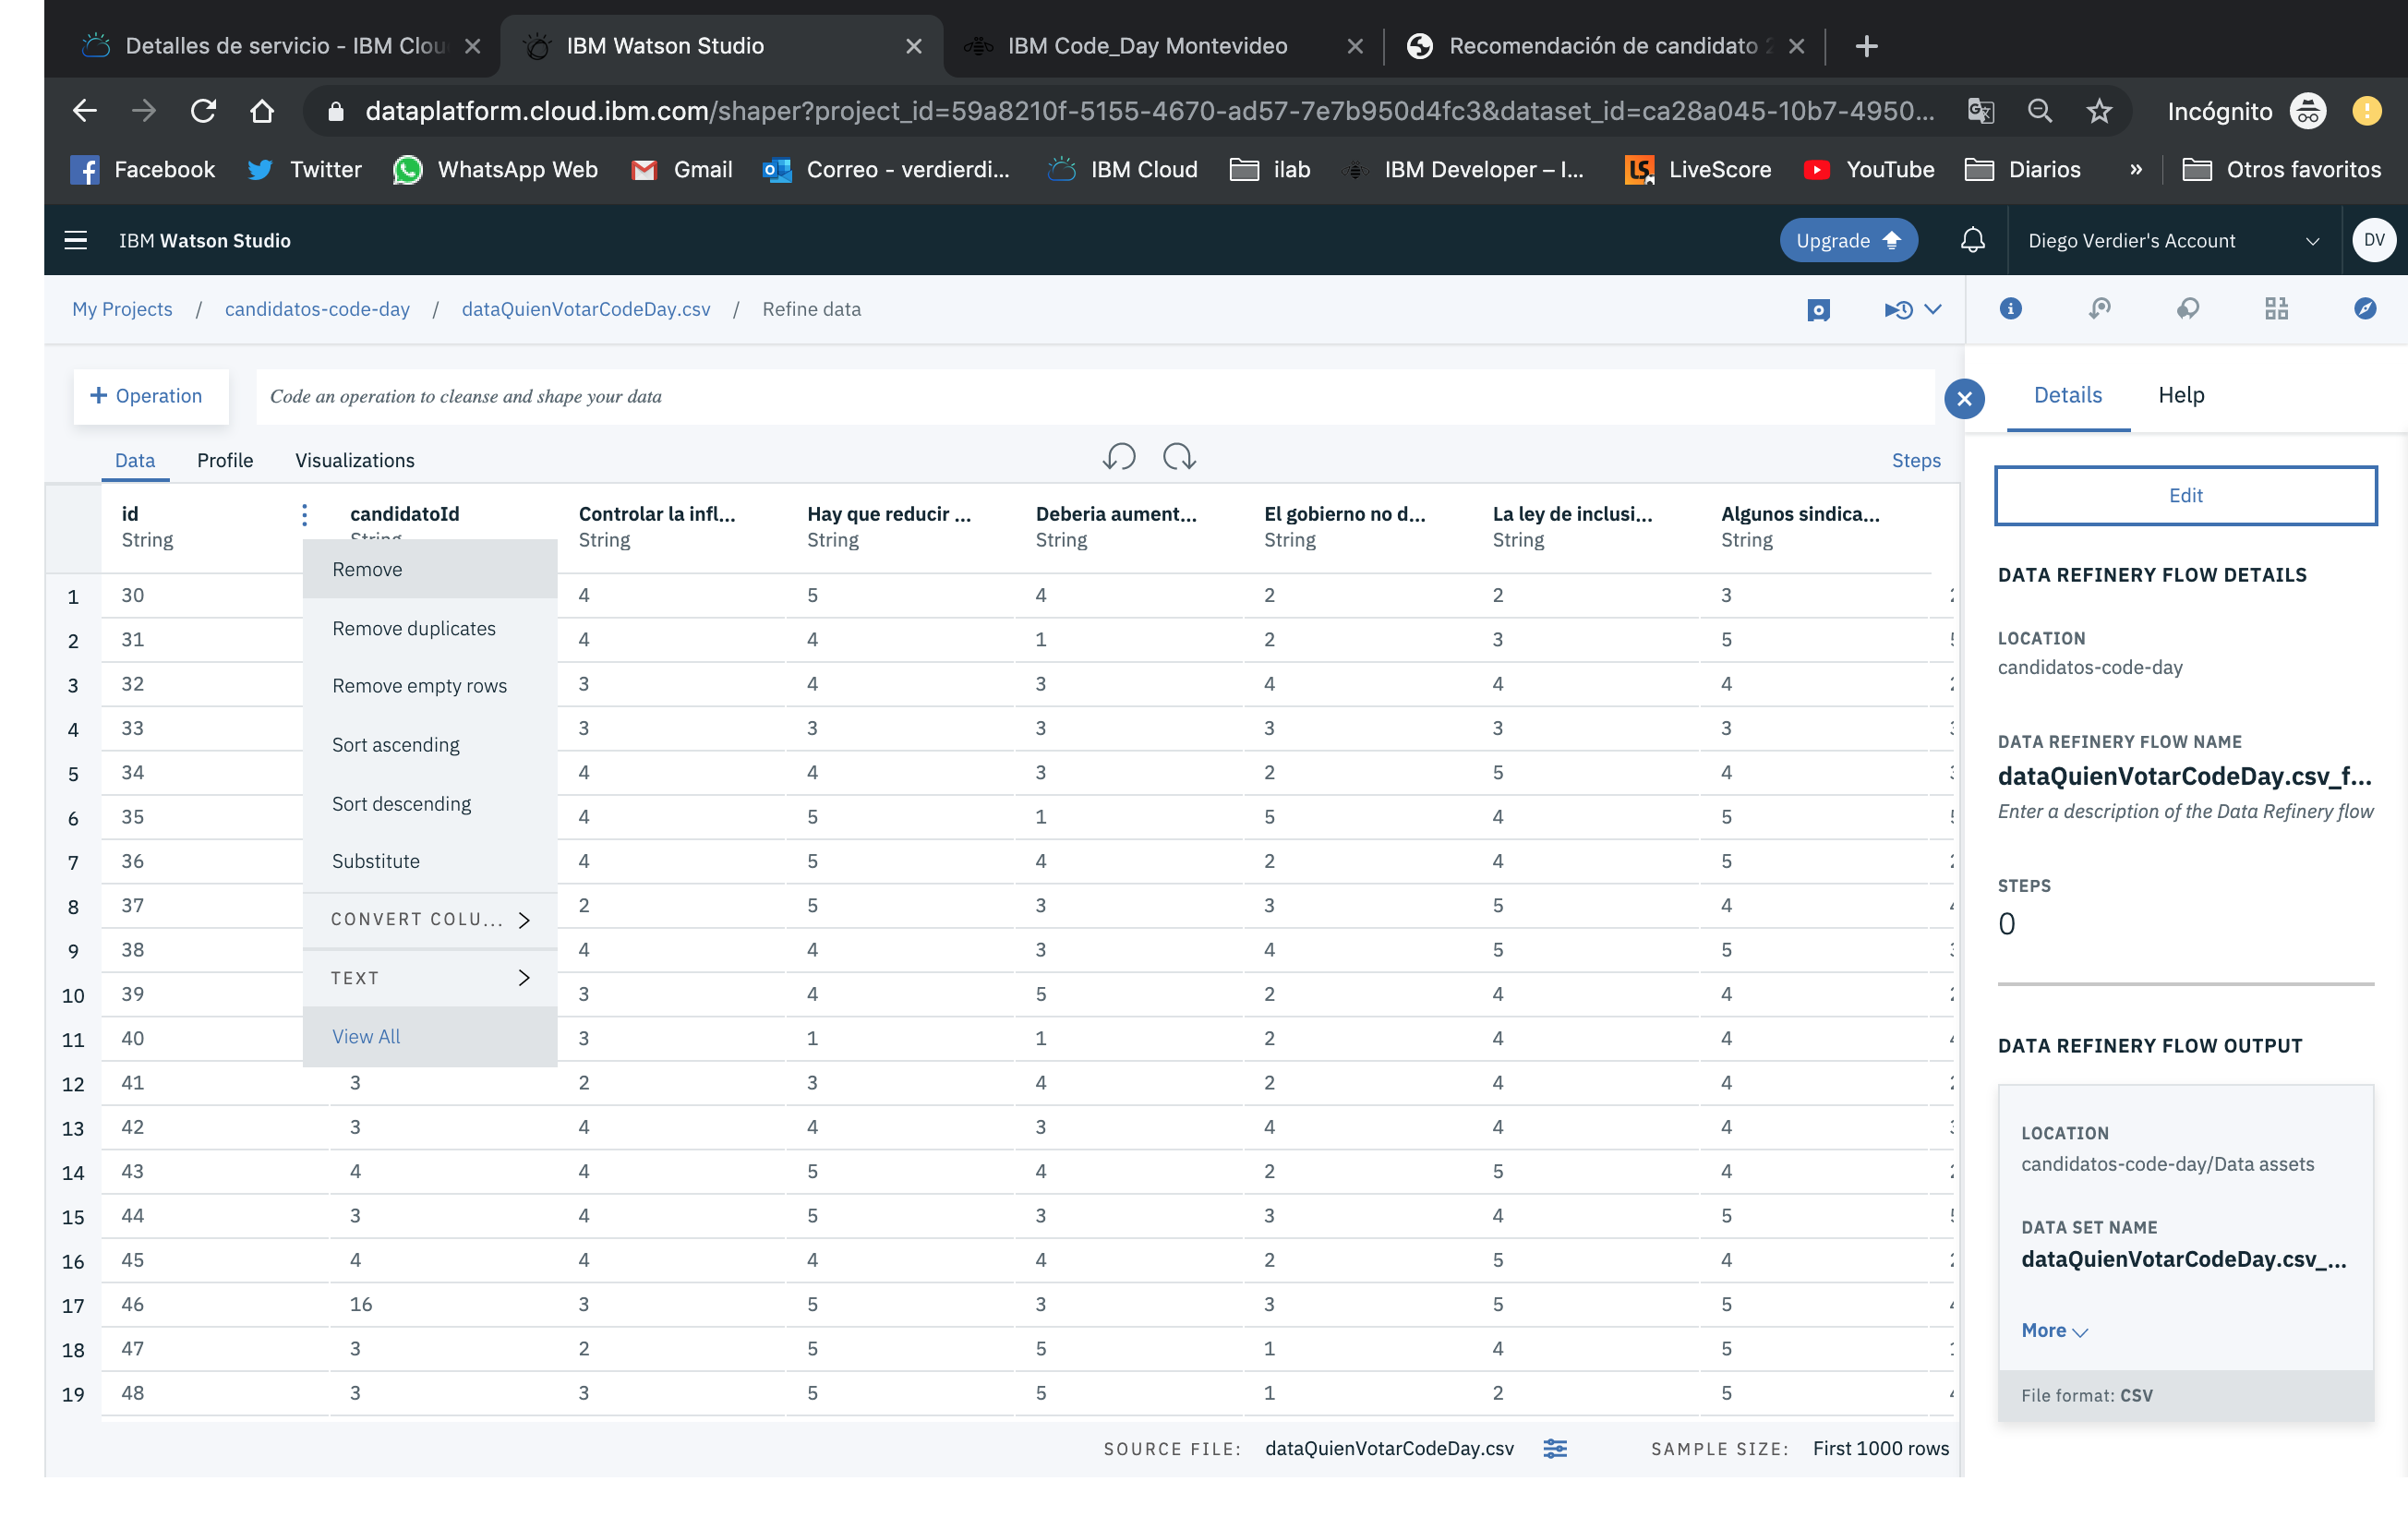 Detalles de servicio - IBM Clou
IBM Watson Studio
IBM Code_Day Montevideo
Recomendación de candidato 2
dataplatform.cloud.ibm.com/shaper?project_id=59a8210f-5155-4670-ad57-7e7b950d4fc3&dataset_id=ca28a045-10b7-4950...
Incógnito
Facebook Twitter WhatsApp Web Gmail Correo - verdierdi... IBM Cloud ilab IBM Developer – I... LiveScore YouTube Diarios » Otros favoritos
IBM Watson Studio
Upgrade
Diego Verdier's Account
DV
My Projects / candidatos-code-day / dataQuienVotarCodeDay.csv / Refine data
+ Operation
Code an operation to cleanse and shape your data
Data Profile Visualizations
Steps
id candidatoId Controlar la infl... Hay que reducir ... Deberia aument... El gobierno no d... La ley de inclusi... Algunos sindica...
String String String String String String String String
1 30 4 5 4 2 2 3
2 31 4 4 1 2 3 5
3 32 3 4 3 4 4 4
4 33 3 3 3 3 3 3
5 34 4 4 3 2 5 4
6 35 4 5 1 5 4 5
7 36 4 5 4 2 4 5
8 37 2 5 3 3 5 4
9 38 4 4 3 4 5 5
10 39 3 4 5 2 4 4
11 40 3 1 1 2 4 4
12 41 3 2 3 4 2 4 4
13 42 3 4 4 3 4 4 4
14 43 4 4 5 4 2 5 4
15 44 3 4 5 3 3 4 5
16 45 4 4 4 4 2 5 4
17 46 16 3 5 3 3 5 5
18 47 3 2 5 5 1 4 5
19 48 3 3 5 5 1 2 5
Remove
Remove duplicates
Remove empty rows
Sort ascending
Sort descending
Substitute
CONVERT COLU...
TEXT
View All
SOURCE FILE: dataQuienVotarCodeDay.csv
SAMPLE SIZE: First 1000 rows
Details Help
Edit
DATA REFINERY FLOW DETAILS
LOCATION
candidatos-code-day
DATA REFINERY FLOW NAME
dataQuienVotarCodeDay.csv_f...
Enter a description of the Data Refinery flow
STEPS
0
DATA REFINERY FLOW OUTPUT
LOCATION
candidatos-code-day/Data assets
DATA SET NAME
dataQuienVotarCodeDay.csv_...
More
File format: CSV